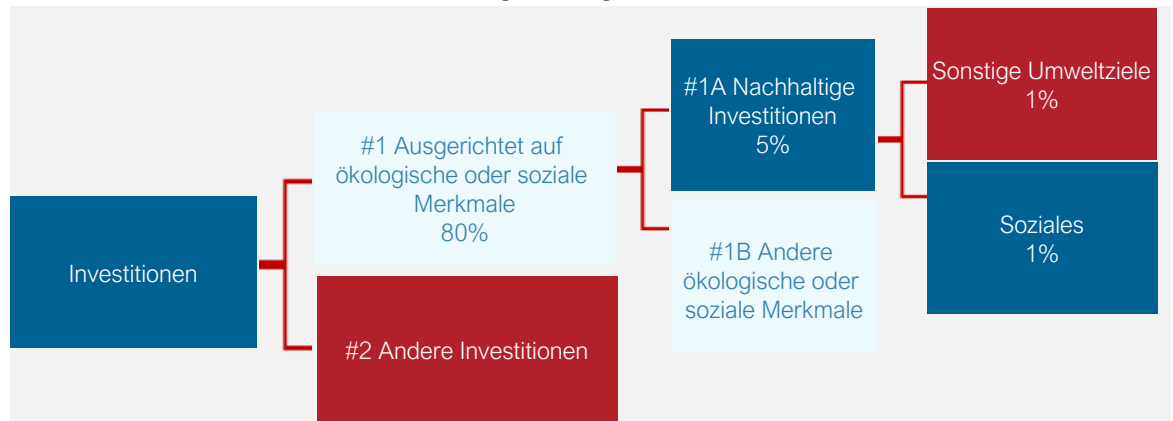 Investitionen
#1 Ausgerichtet auf
ökologische oder soziale
Merkmale
80%
#2 Andere Investitionen
#1A Nachhaltige
Investitionen
5%
#1B Andere
ökologische oder
soziale Merkmale
Sonstige Umweltziele
1%
Soziales
1%